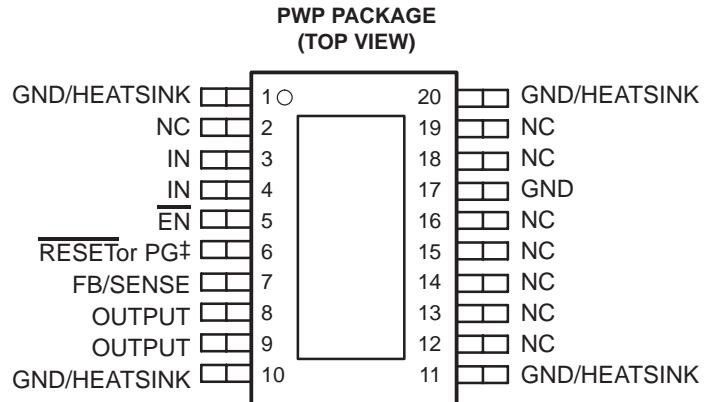 PWP PACKAGE
(TOP VIEW)
GND/HEATSINK 1 20 GND/HEATSINK
NC 2 19 NC
IN 3 18 NC
IN 4 17 GND
EN 5 16 NC
RESETor PG‡ 6 15 NC
FB/SENSE 7 14 NC
OUTPUT 8 13 NC
OUTPUT 9 12 NC
GND/HEATSINK 10 11 GND/HEATSINK